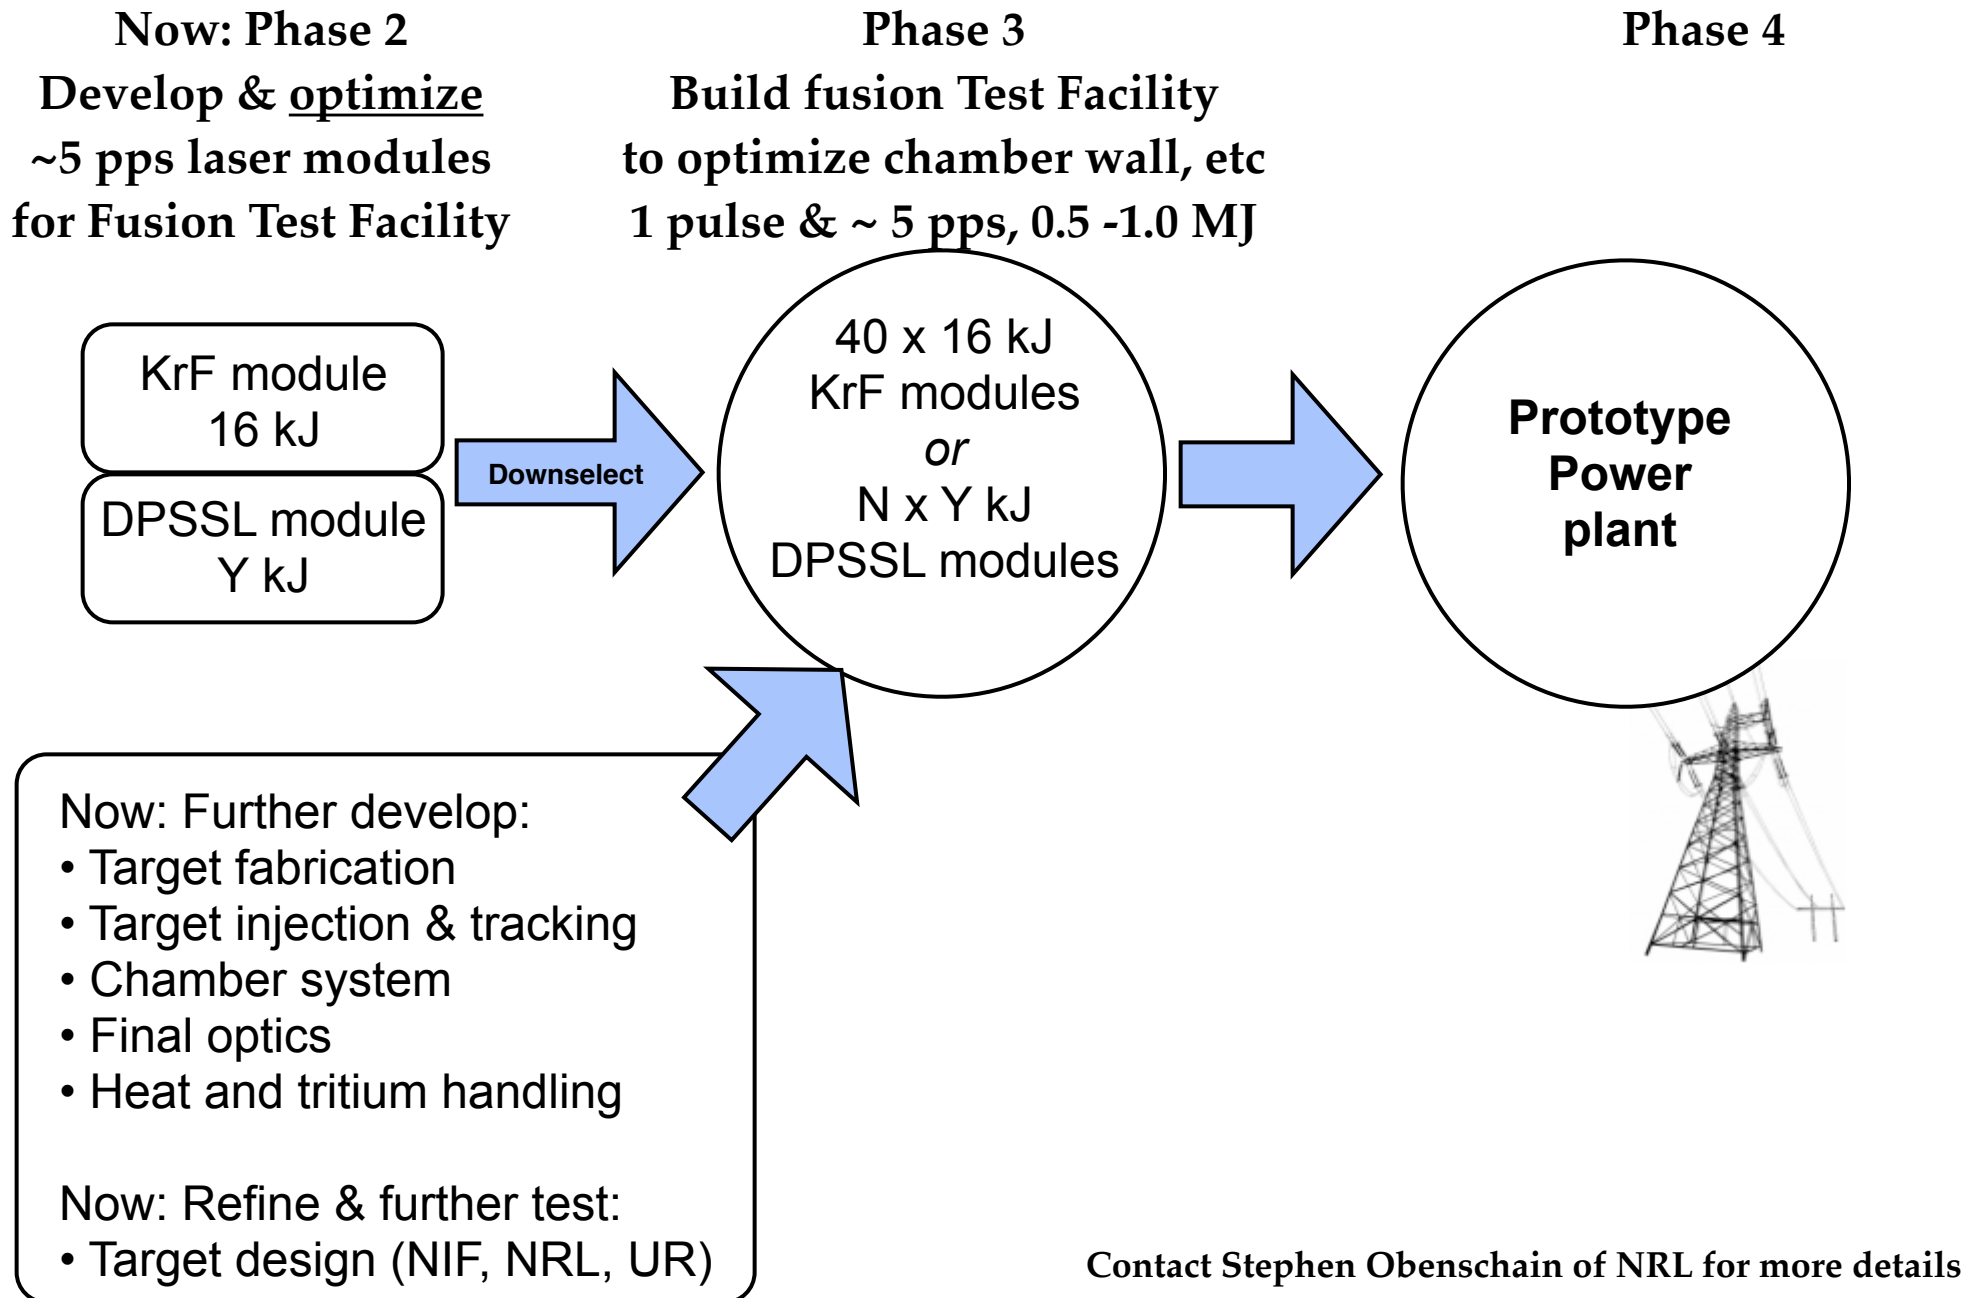 Now: Phase 2
Develop & optimize
~5 pps laser modules
for Fusion Test Facility
Phase 3
Build fusion Test Facility
to optimize chamber wall, etc
1 pulse & ~ 5 pps, 0.5 -1.0 MJ
Phase 4
KrF module
16 kJ
DPSSL module
Y kJ
Downselect
40 x 16 kJ
KrF modules
or
N x Y kJ
DPSSL modules
Prototype
Power
plant
Now: Further develop:
• Target fabrication
• Target injection & tracking
• Chamber system
• Final optics
• Heat and tritium handling
Now: Refine & further test:
• Target design (NIF, NRL, UR)
Contact Stephen Obenschain of NRL for more details